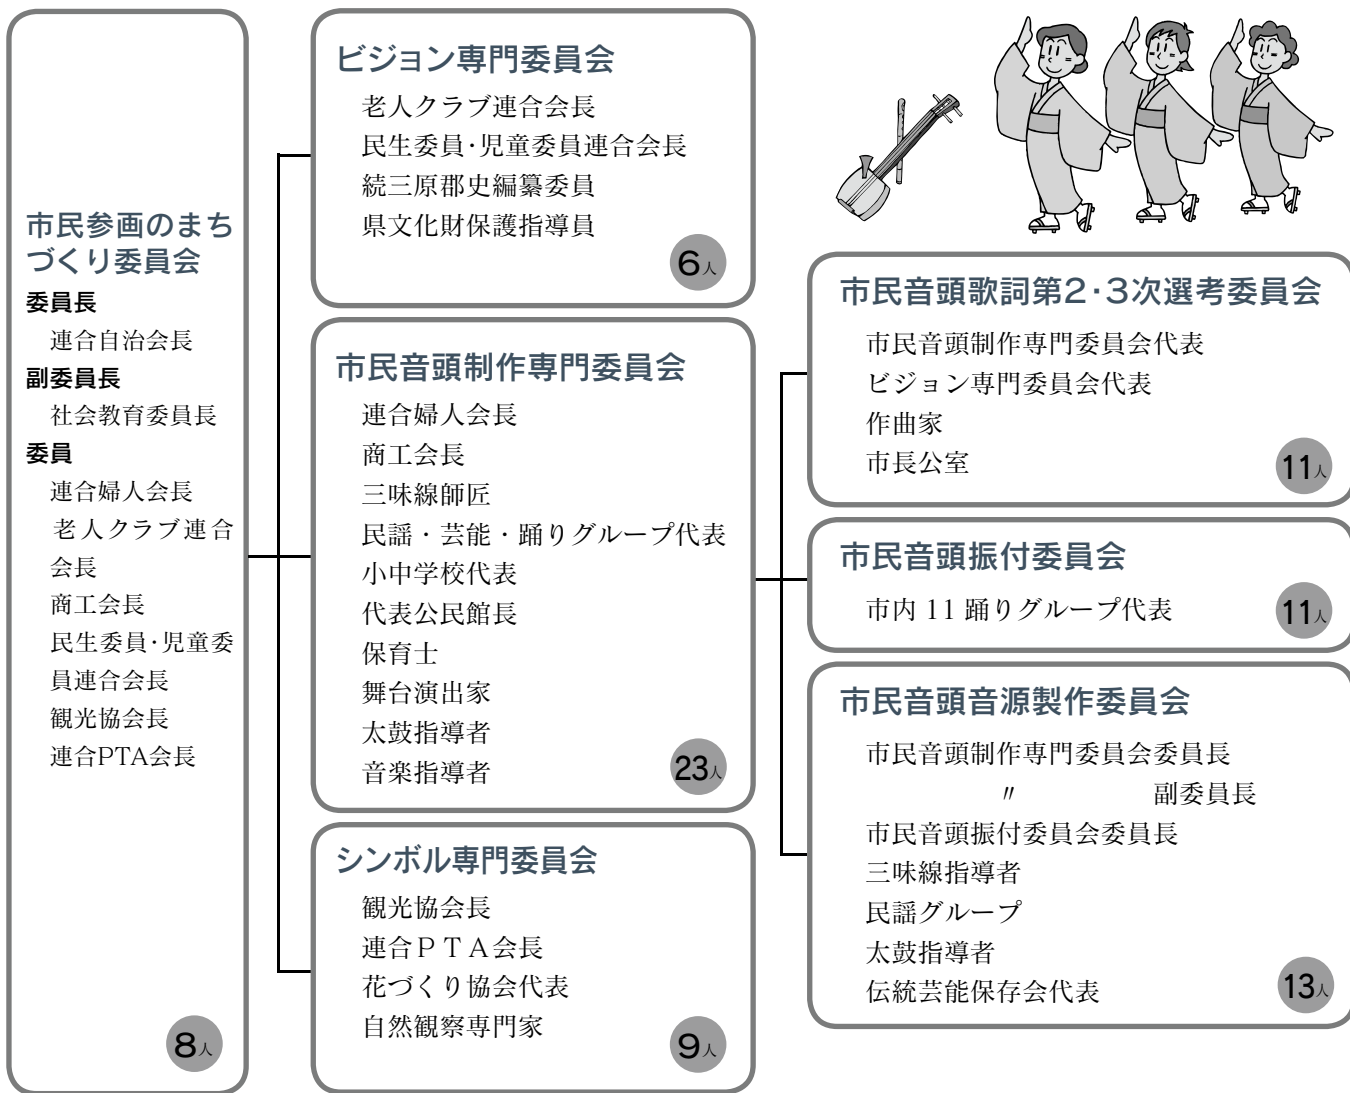 市民参画のまち
づくり委員会
委員長
連合自治会長
副委員長
社会教育委員長
委員
連合婦人会長
老人クラブ連合
会長
商工会長
民生委員・児童委
員連合会長
観光協会長
連合PTA会長
8人
ビジョン専門委員会
老人クラブ連合会長
民生委員・児童委員連合会長
続三原郡史編纂委員
県文化財保護指導員
6人
市民音頭制作専門委員会
連合婦人会長
商工会長
三味線師匠
民謡・芸能・踊りグループ代表
小中学校代表
代表公民館長
保育士
舞台演出家
太鼓指導者
音楽指導者
23人
シンボル専門委員会
観光協会長
連合ＰＴＡ会長
花づくり協会代表
自然観察専門家
9人
市民音頭歌詞第2・3次選考委員会
市民音頭制作専門委員会代表
ビジョン専門委員会代表
作曲家
市長公室
11人
市民音頭振付委員会
市内 11 踊りグループ代表
11人
市民音頭音源製作委員会
市民音頭制作専門委員会委員長
〃　副委員長
市民音頭振付委員会委員長
三味線指導者
民謡グループ
太鼓指導者
伝統芸能保存会代表
13人